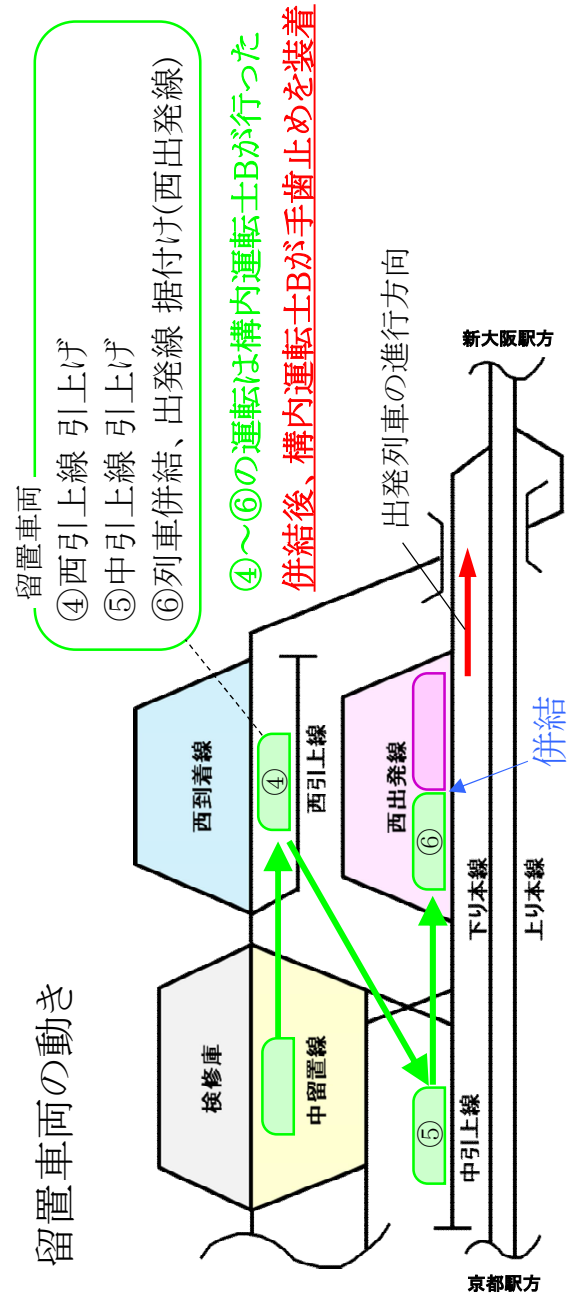 留置車両の動き
留置車両
④西引上線 引上げ
⑤中引上線 引上げ
⑥列車併結、出発線 据付け(西出発線)
④～⑥の運転は構内運転士Bが行った
併結後、構内運転士Bが手歯止めを装着
検修庫
中留置線
西到着線
④
西引上線
西出発線
⑥
⑤
中引上線
下り本線
上り本線
併結
出発列車の進行方向
京都駅方
新大阪駅方